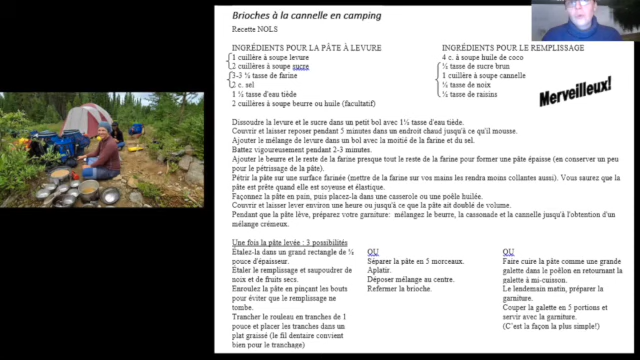 Brioches à la cannelle en camping
Recette NOLS
INGRÉDIENTS POUR LA PÂTE À LEVURE
1 cuillère à soupe levure
2 cuillères à soupe sucre
3-3 ½ tasse de farine
2 c. sel
1 ½ tasse d'eau tiède
2 cuillères à soupe beurre ou huile (facultatif)
INGRÉDIENTS POUR LE REMPLISSAGE
4 c. à soupe huile de coco
½ tasse de sucre brun
1 cuillère à soupe cannelle
½ tasse de noix
½ tasse de raisins
Merveilleux!
Dissoudre la levure et le sucre dans un petit bol avec 1½ tasse d'eau tiède.
Couvrir et laisser reposer pendant 5 minutes dans un endroit chaud jusqu'à ce qu'il mousse.
Ajouter le mélange de levure dans un bol avec la moitié de la farine et du sel.
Battez vigoureusement pendant 2-3 minutes.
Ajouter le beurre et le reste de la farine presque tout le reste de la farine pour former une pâte épaisse (en conserver un peu
pour le pétrissage de la pâte).
Pétrir la pâte sur une surface farinée (mettre de la farine sur vos mains les rendra moins collantes aussi). Vous saurez que la
pâte est prête quand elle est soyeuse et élastique.
Façonnez la pâte en pain, puis placez-la dans une casserole ou une poêle huilée.
Couvrir et laisser lever environ une heure ou jusqu'à ce que la pâte ait doublé de volume.
Pendant que la pâte lève, préparez votre garniture: mélangez le beurre, la cassonade et la cannelle jusqu'à l'obtention d'un
mélange crémeux.
Une fois la pâte levée : 3 possibilités
Étalez-la dans un grand rectangle de
pouce d'épaisseur.
Étaler le remplissage et saupoudrer de
noix et de fruits secs.
Enroulez la pâte en pinçant les bouts
pour éviter que le remplissage ne
tombe.
Trancher le rouleau en tranches de 1
pouce et placer les tranches dans un
plat graissé (le fil dentaire convient
bien pour le tranchage)
OU
Séparer la pâte en 5 morceaux.
Aplatir.
Déposer mélange au centre.
Refermer la brioche.
OU
Faire cuire la pâte comme une grande
galette dans le poêlon en retournant la
galette à mi-cuisson.
Le lendemain matin, préparer la
garniture.
Couper la galette en 5 portions et
servir avec la garniture.
(C'est la façon la plus simple!)